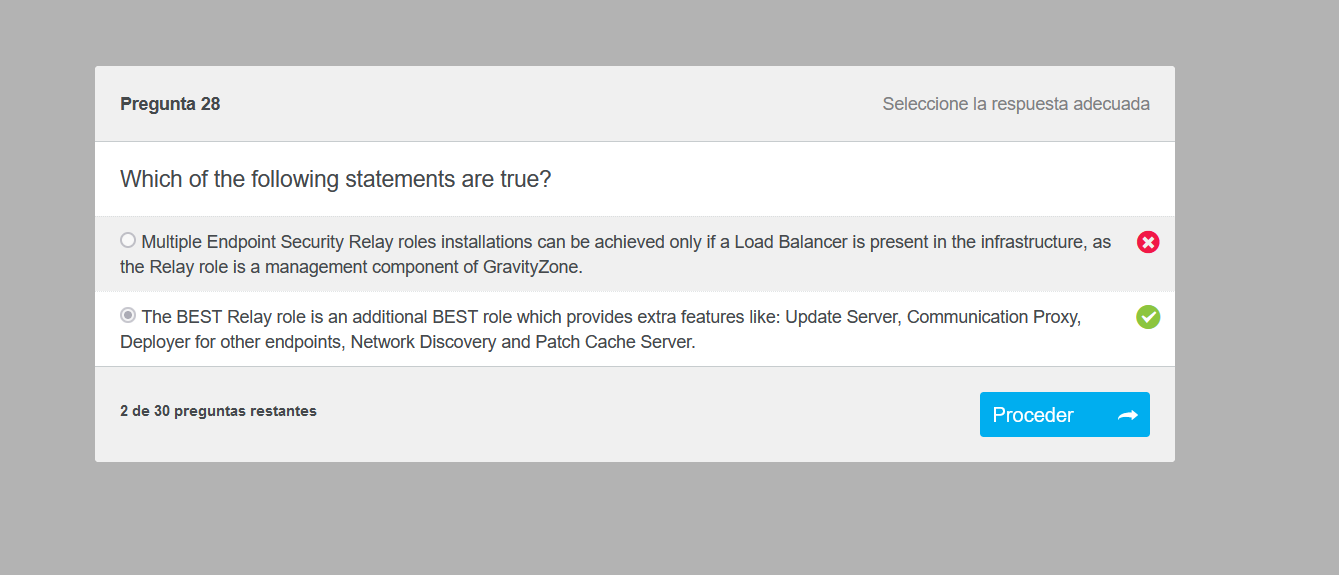 Pregunta 28
Seleccione la respuesta adecuada
Which of the following statements are true?
Multiple Endpoint Security Relay roles installations can be achieved only if a Load Balancer is present in the infrastructure, as
the Relay role is a management component of GravityZone.
The BEST Relay role is an additional BEST role which provides extra features like: Update Server, Communication Proxy,
Deployer for other endpoints, Network Discovery and Patch Cache Server.
2 de 30 preguntas restantes
Proceder